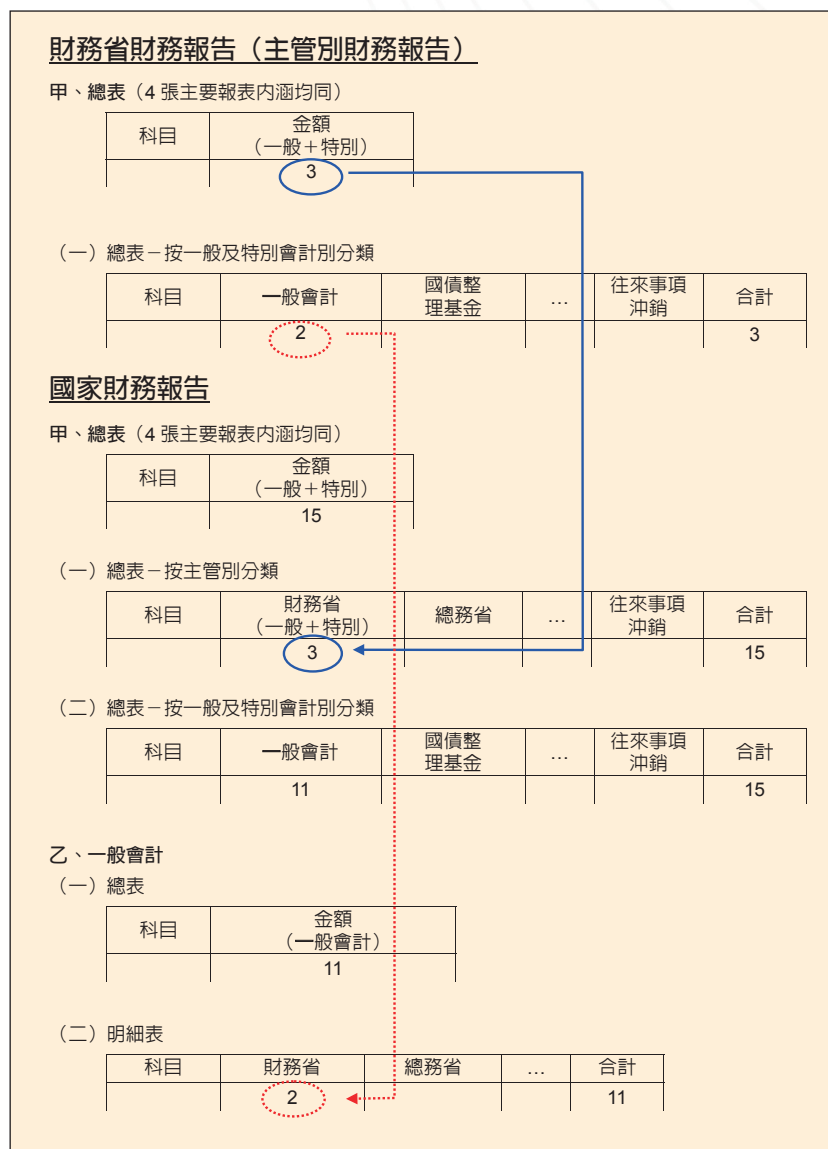 財務省財務報告（主管別財務報告）
甲、總表（4 張主要報表內涵均同）
科目 金額
（一般＋特別）
3
（一）總表－按一般及特別會計別分類
科目 一般會計 國債整 … 往來事項 合計
理基金 沖銷
2 3
國家財務報告
甲、總表（4 張主要報表內涵均同）
科目 金額
（一般＋特別）
15
（一）總表－按主管別分類
科目 財務省 總務省 … 往來事項 合計
（一般＋特別） 沖銷
3 15
（二）總表－按一般及特別會計別分類
科目 一般會計 國債整 … 往來事項 合計
理基金 沖銷
11 15
乙、一般會計
（一）總表
科目 金額
（一般會計）
11
（二）明細表
科目 財務省 總務省 … 合計
2 11